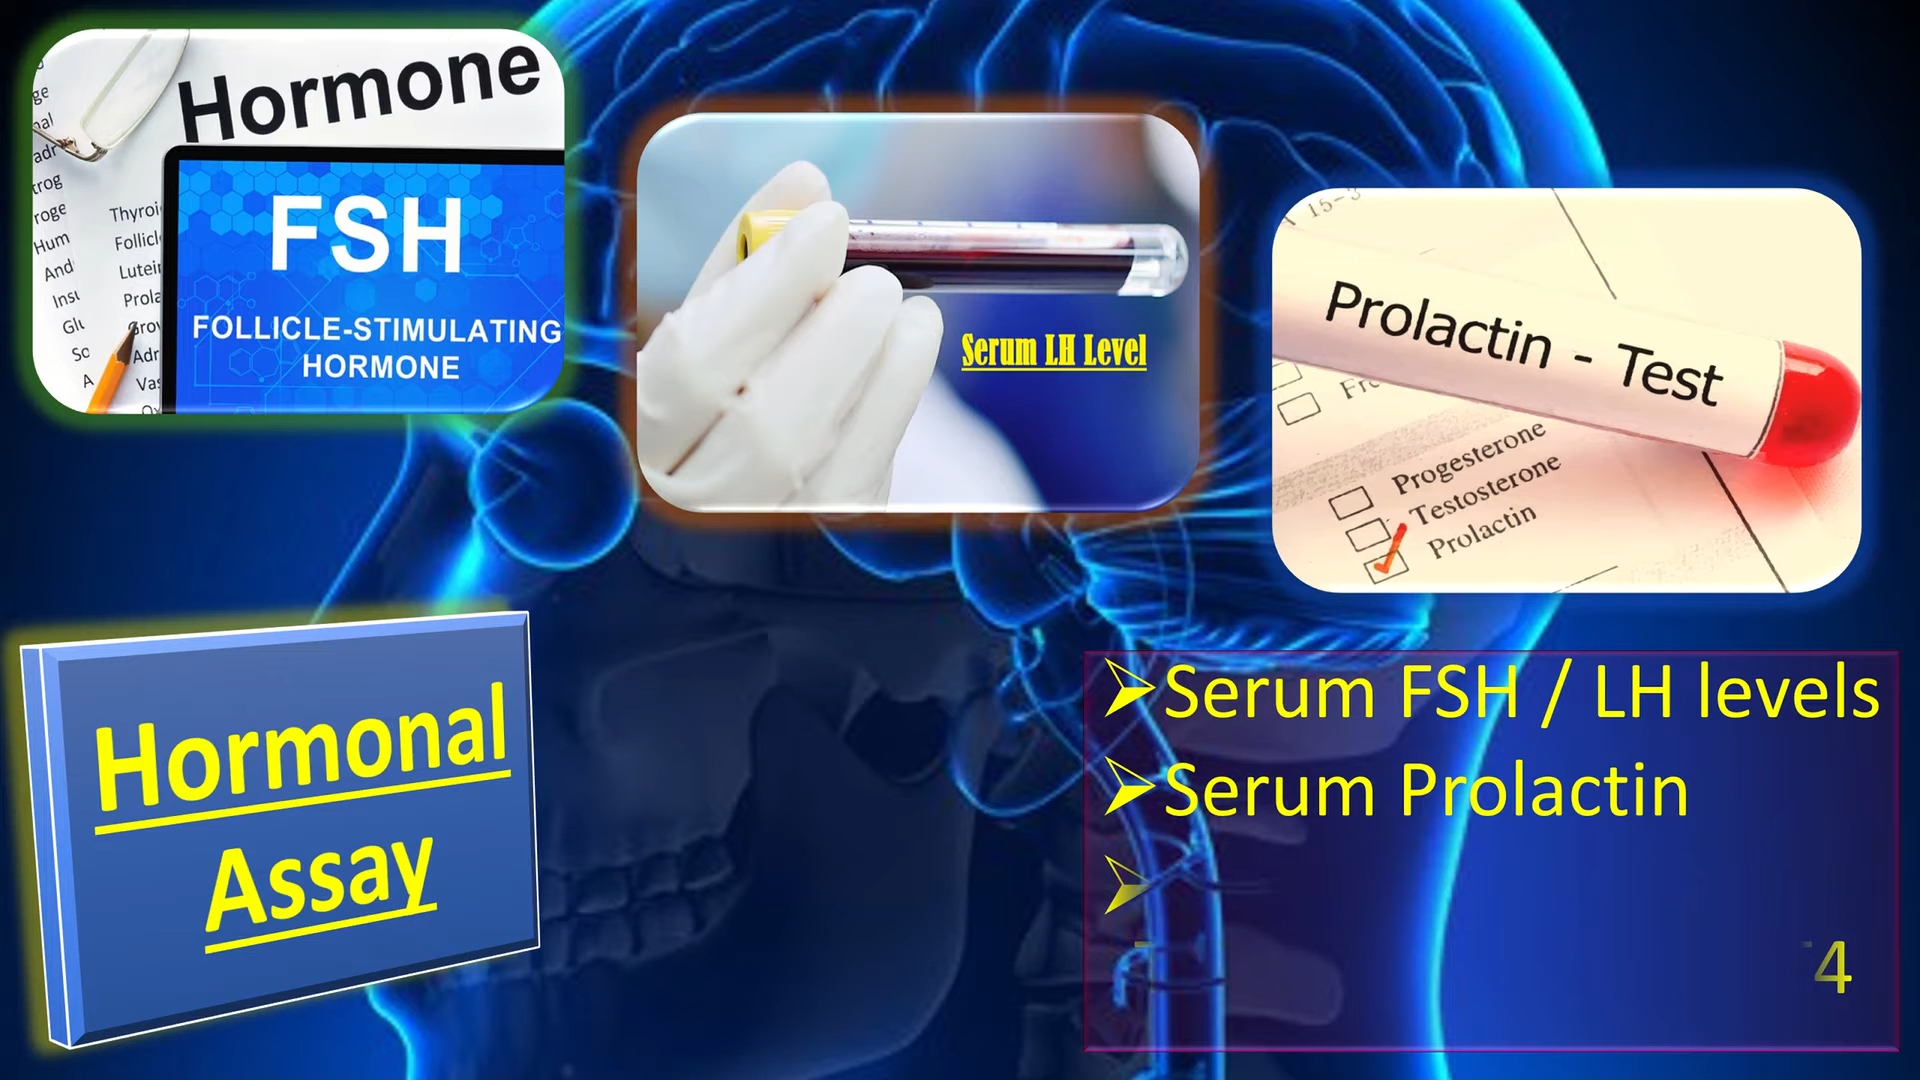 Hormone
FSH
FOLLICLE-STIMULATING
HORMONE
Serum LH Level
Prolactin - Test
Progesterone
Testosterone
Prolactin
Hormonal
Assay
➢Serum FSH / LH levels
➢Serum Prolactin
➢
4